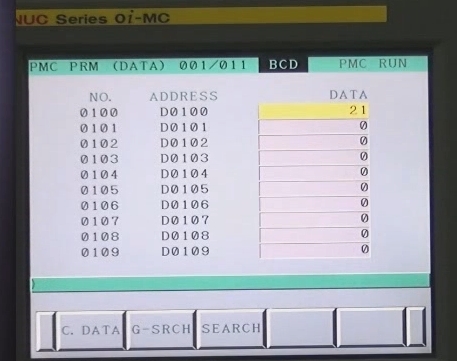 NUC Series 0i-MC
PMC PRM (DATA) 001/011 BCD PMC RUN
NO. ADDRESS DATA
0100 D0100 21
0101 D0101 0
0102 D0102 0
0103 D0103 0
0104 D0104 0
0105 D0105 0
0106 D0106 0
0107 D0107 0
0108 D0108 0
0109 D0109 0
)
C. DATA G-SRCH SEARCH